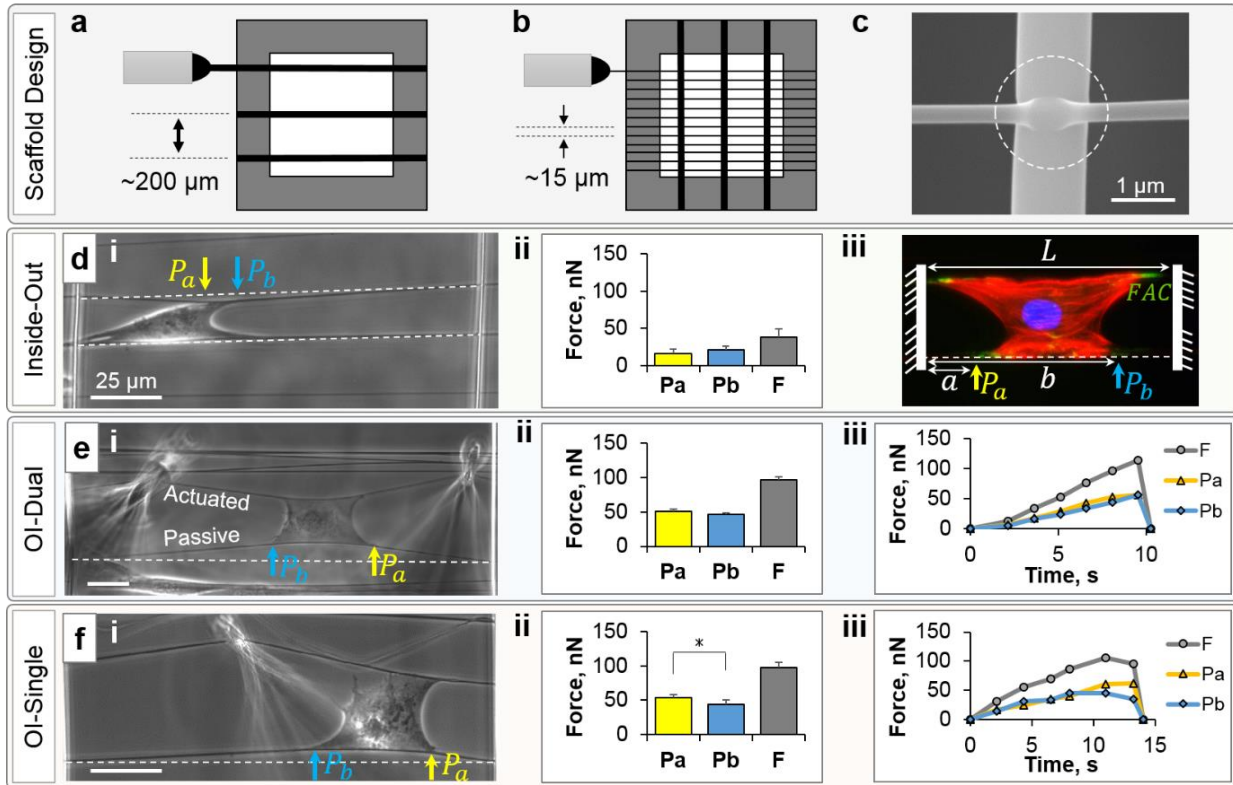 Scaffold Design
a
~200 µm
b
~15 µm
c
1 µm
Inside-Out
d
i
Pa
Pb
25 µm
ii
Force, nN
150
100
50
0
Pa Pb F
iii
L
FAC
a
Pa
b
Pb
OI-Dual
e
i
Actuated
Passive
Pb
Pa
ii
Force, nN
150
100
50
0
Pa Pb F
iii
Force, nN
150
100
50
0
0 5 10
Time, s
F
Pa
Pb
OI-Single
f
i
Pb
Pa
ii
Force, nN
150
100
50
0
*
Pa Pb F
iii
Force, nN
150
100
50
0
0 5 10 15
Time, s
F
Pa
Pb